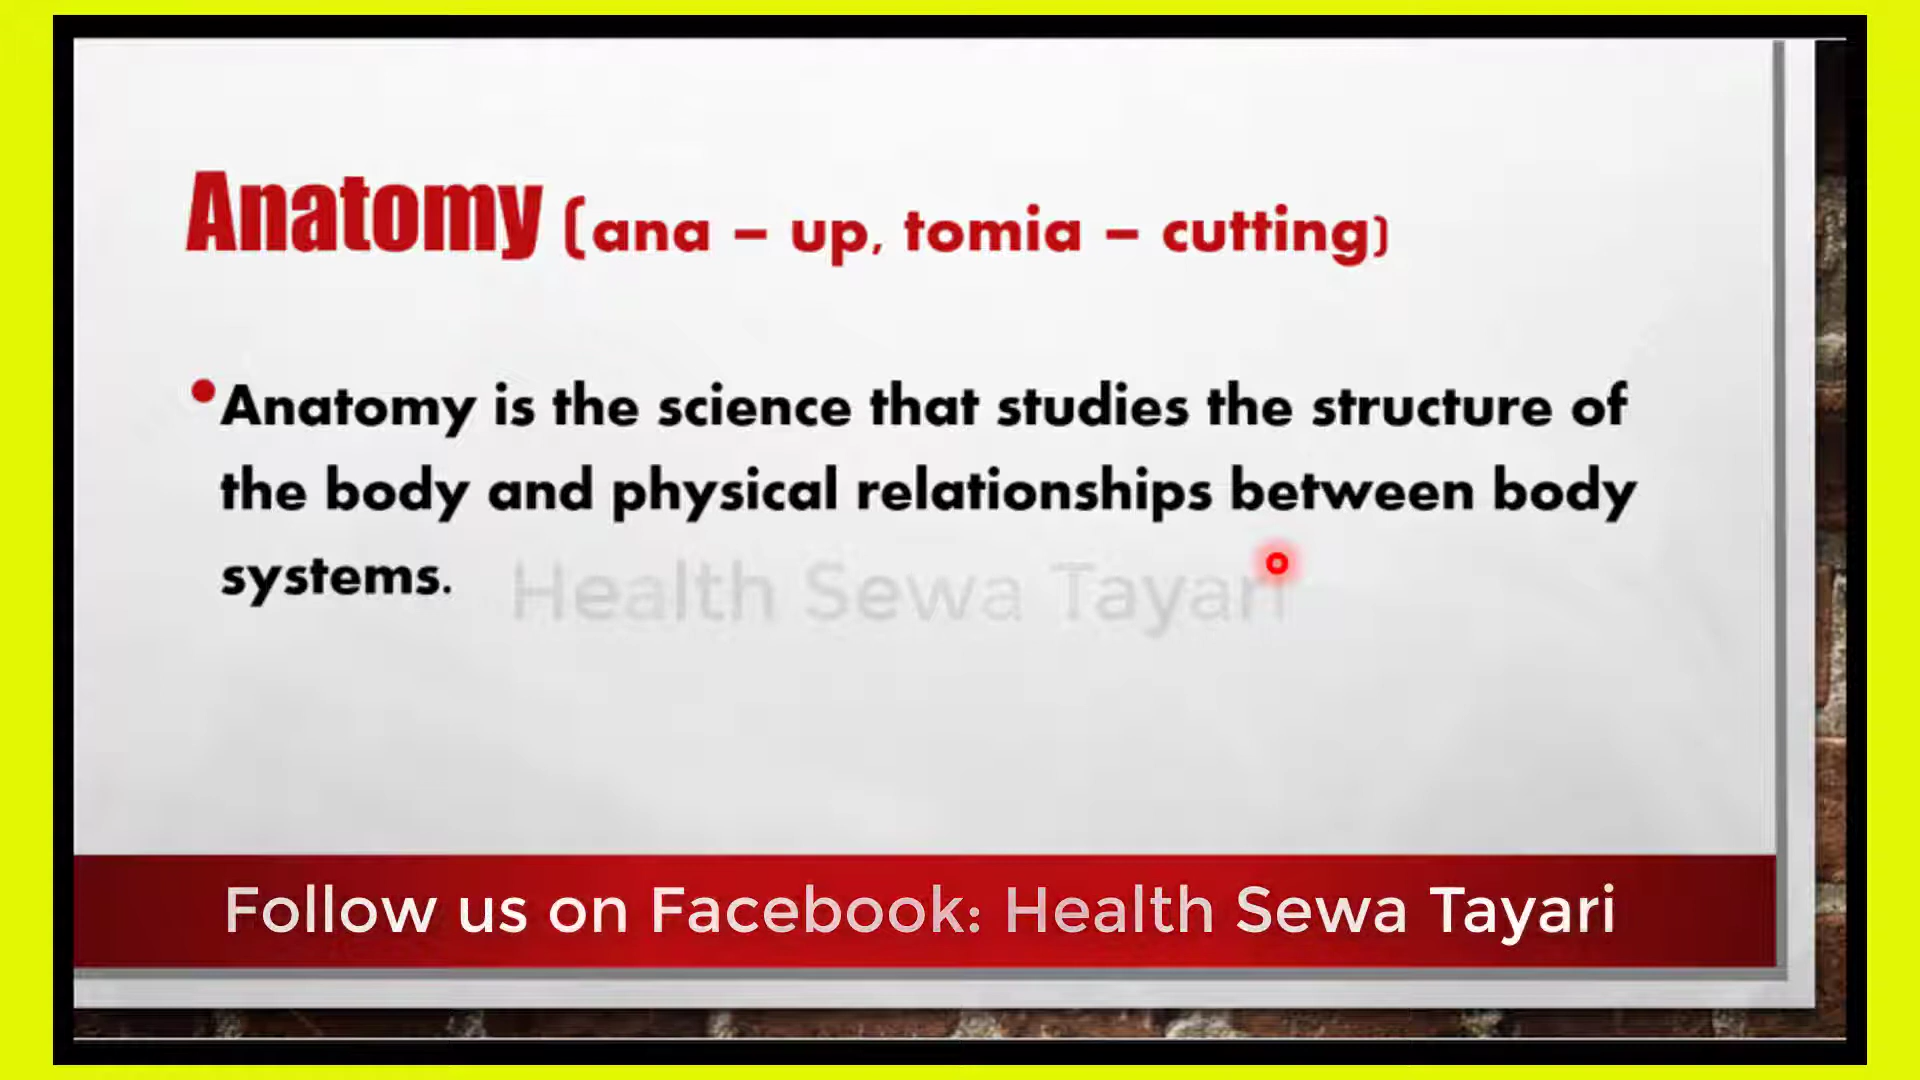 Anatomy (ana – up, tomia – cutting)
•Anatomy is the science that studies the structure of
the body and physical relationships between body
systems.
Health Sewa Tayari
Follow us on Facebook: Health Sewa Tayari